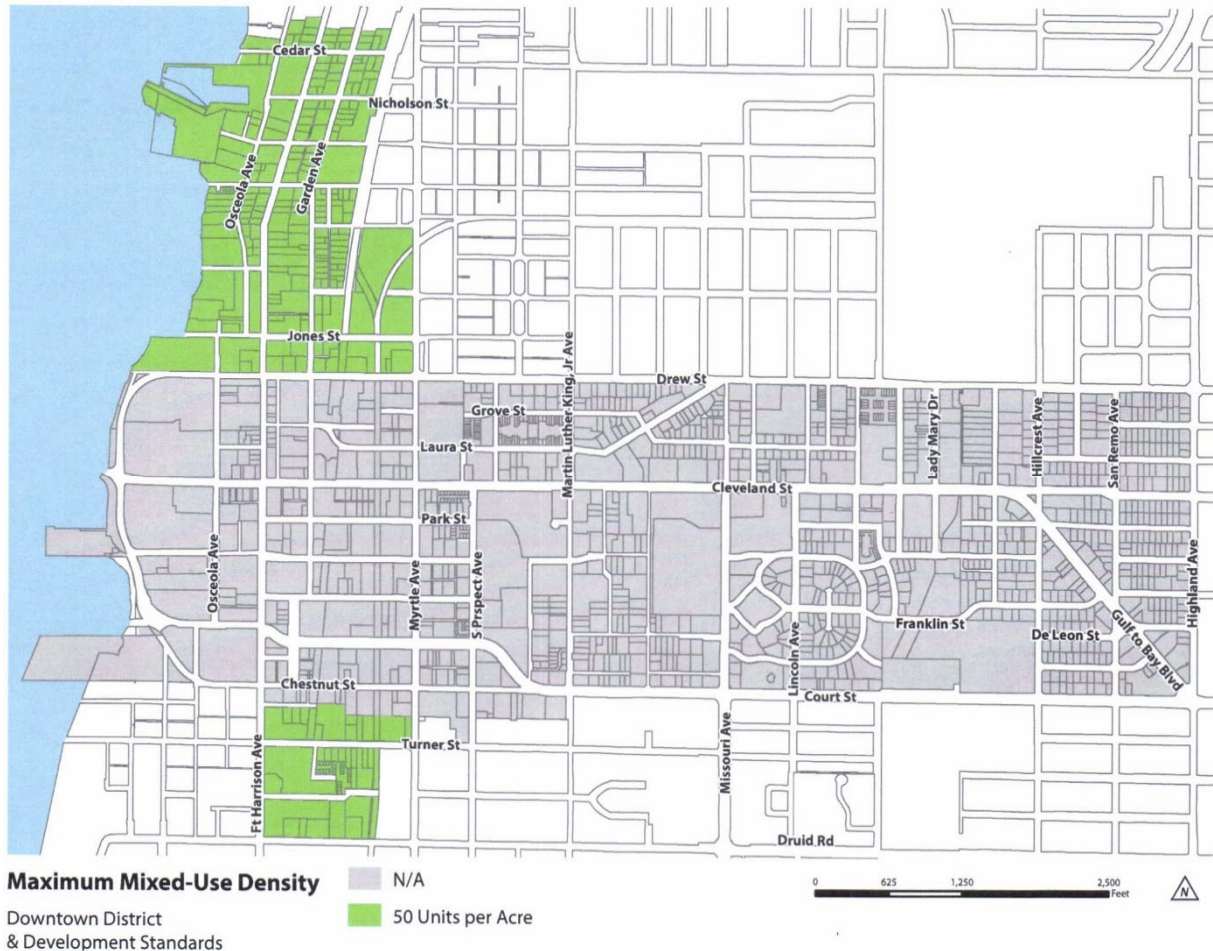 Cedar St
Nicholson St
Osceola Ave
Garden Ave
Jones St
Martin Luther King, Jr Ave
Drew St
Grove St
Laura St
Lady Mary Dr
Hillcrest Ave
San Remo Ave
Cleveland St
Park St
Osceola Ave
Myrtle Ave
S Prspect Ave
Highland Ave
Franklin St
De Leon St
Gulf to Bay Blvd
Lincoln Ave
Chestnut St
Court St
Turner St
Ft Harrison Ave
Missouri Ave
Druid Rd
Maximum Mixed-Use Density
Downtown District
& Development Standards
N/A
50 Units per Acre
0 625 1,250 2,500
Feet
N